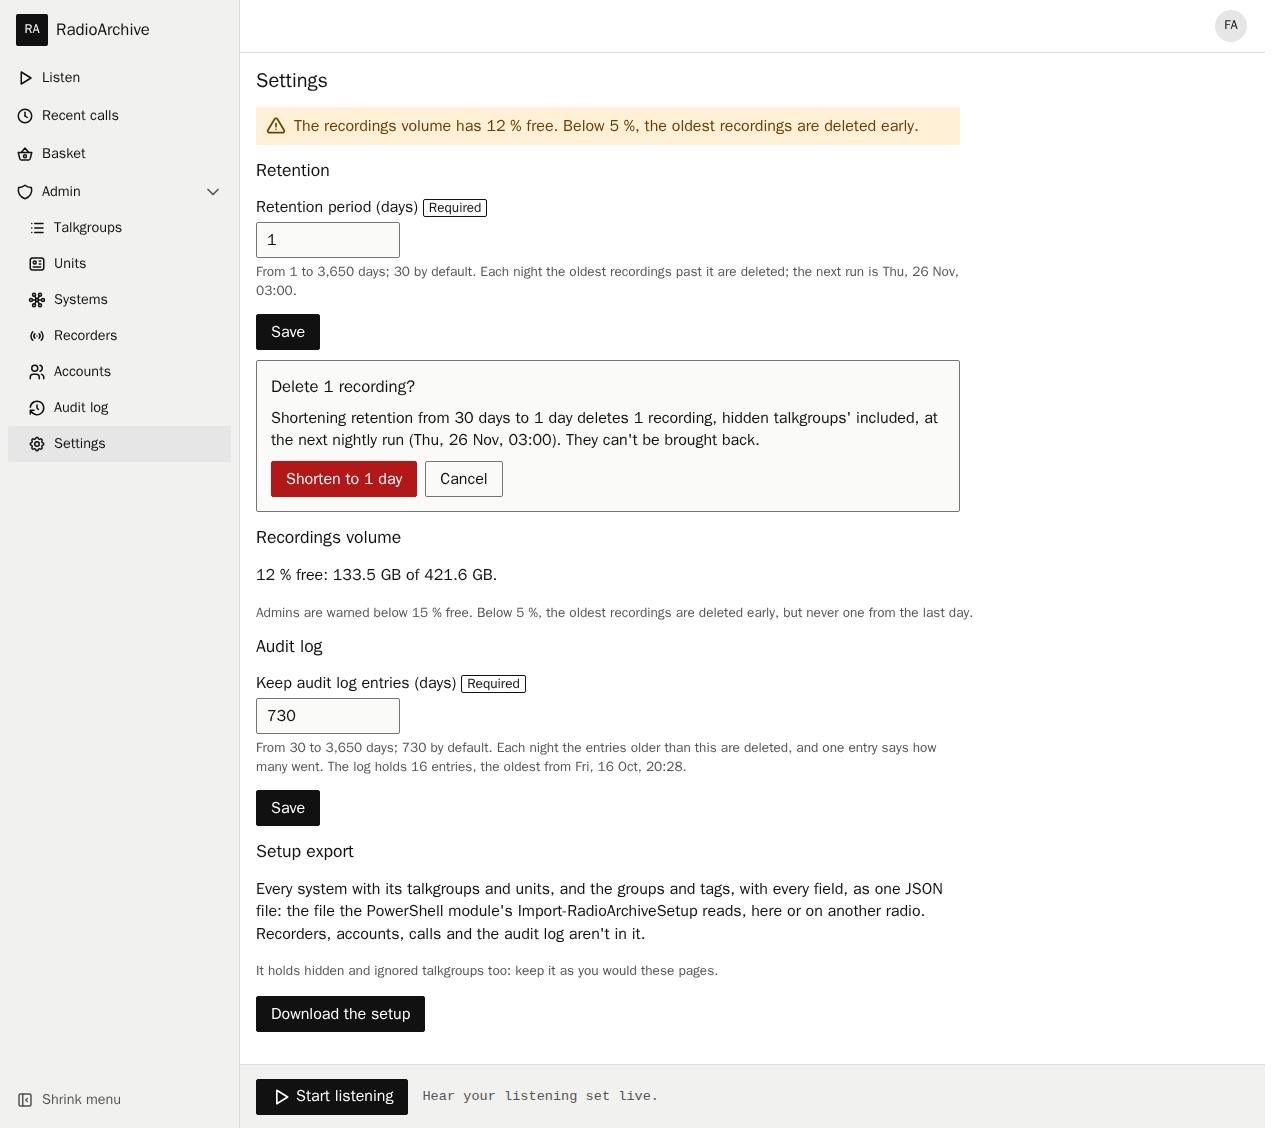 RA RadioArchive
FA
Listen
Recent calls
Basket
Admin
Talkgroups
Units
Systems
Recorders
Accounts
Audit log
Settings
Shrink menu
Settings
The recordings volume has 12 % free. Below 5 %, the oldest recordings are deleted early.
Retention
Retention period (days) Required
1
From 1 to 3,650 days; 30 by default. Each night the oldest recordings past it are deleted; the next run is Thu, 26 Nov,
03:00.
Save
Delete 1 recording?
Shortening retention from 30 days to 1 day deletes 1 recording, hidden talkgroups' included, at
the next nightly run (Thu, 26 Nov, 03:00). They can't be brought back.
Shorten to 1 day Cancel
Recordings volume
12 % free: 133.5 GB of 421.6 GB.
Admins are warned below 15 % free. Below 5 %, the oldest recordings are deleted early, but never one from the last day.
Audit log
Keep audit log entries (days) Required
730
From 30 to 3,650 days; 730 by default. Each night the entries older than this are deleted, and one entry says how
many went. The log holds 16 entries, the oldest from Fri, 16 Oct, 20:28.
Save
Setup export
Every system with its talkgroups and units, and the groups and tags, with every field, as one JSON
file: the file the PowerShell module's Import-RadioArchiveSetup reads, here or on another radio.
Recorders, accounts, calls and the audit log aren't in it.
It holds hidden and ignored talkgroups too: keep it as you would these pages.
Download the setup
Start listening Hear your listening set live.